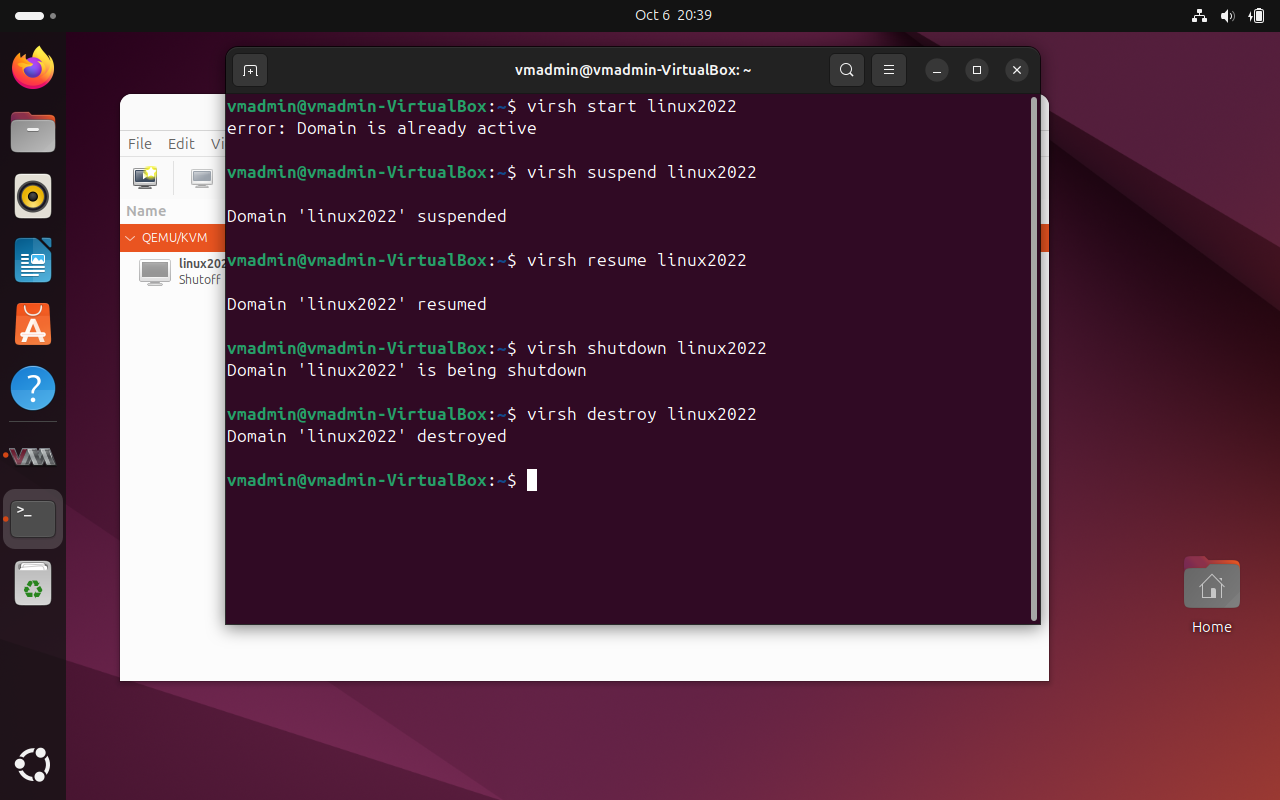 Oct 6 20:39
vmadmin@vmadmin-VirtualBox: ~
File Edit Vi
Name
QEMU/KVM
linux202
Shutoff
vmadmin@vmadmin-VirtualBox:~$ virsh start linux2022
error: Domain is already active
vmadmin@vmadmin-VirtualBox:~$ virsh suspend linux2022
Domain 'linux2022' suspended
vmadmin@vmadmin-VirtualBox:~$ virsh resume linux2022
Domain 'linux2022' resumed
vmadmin@vmadmin-VirtualBox:~$ virsh shutdown linux2022
Domain 'linux2022' is being shutdown
vmadmin@vmadmin-VirtualBox:~$ virsh destroy linux2022
Domain 'linux2022' destroyed
vmadmin@vmadmin-VirtualBox:~$
Home